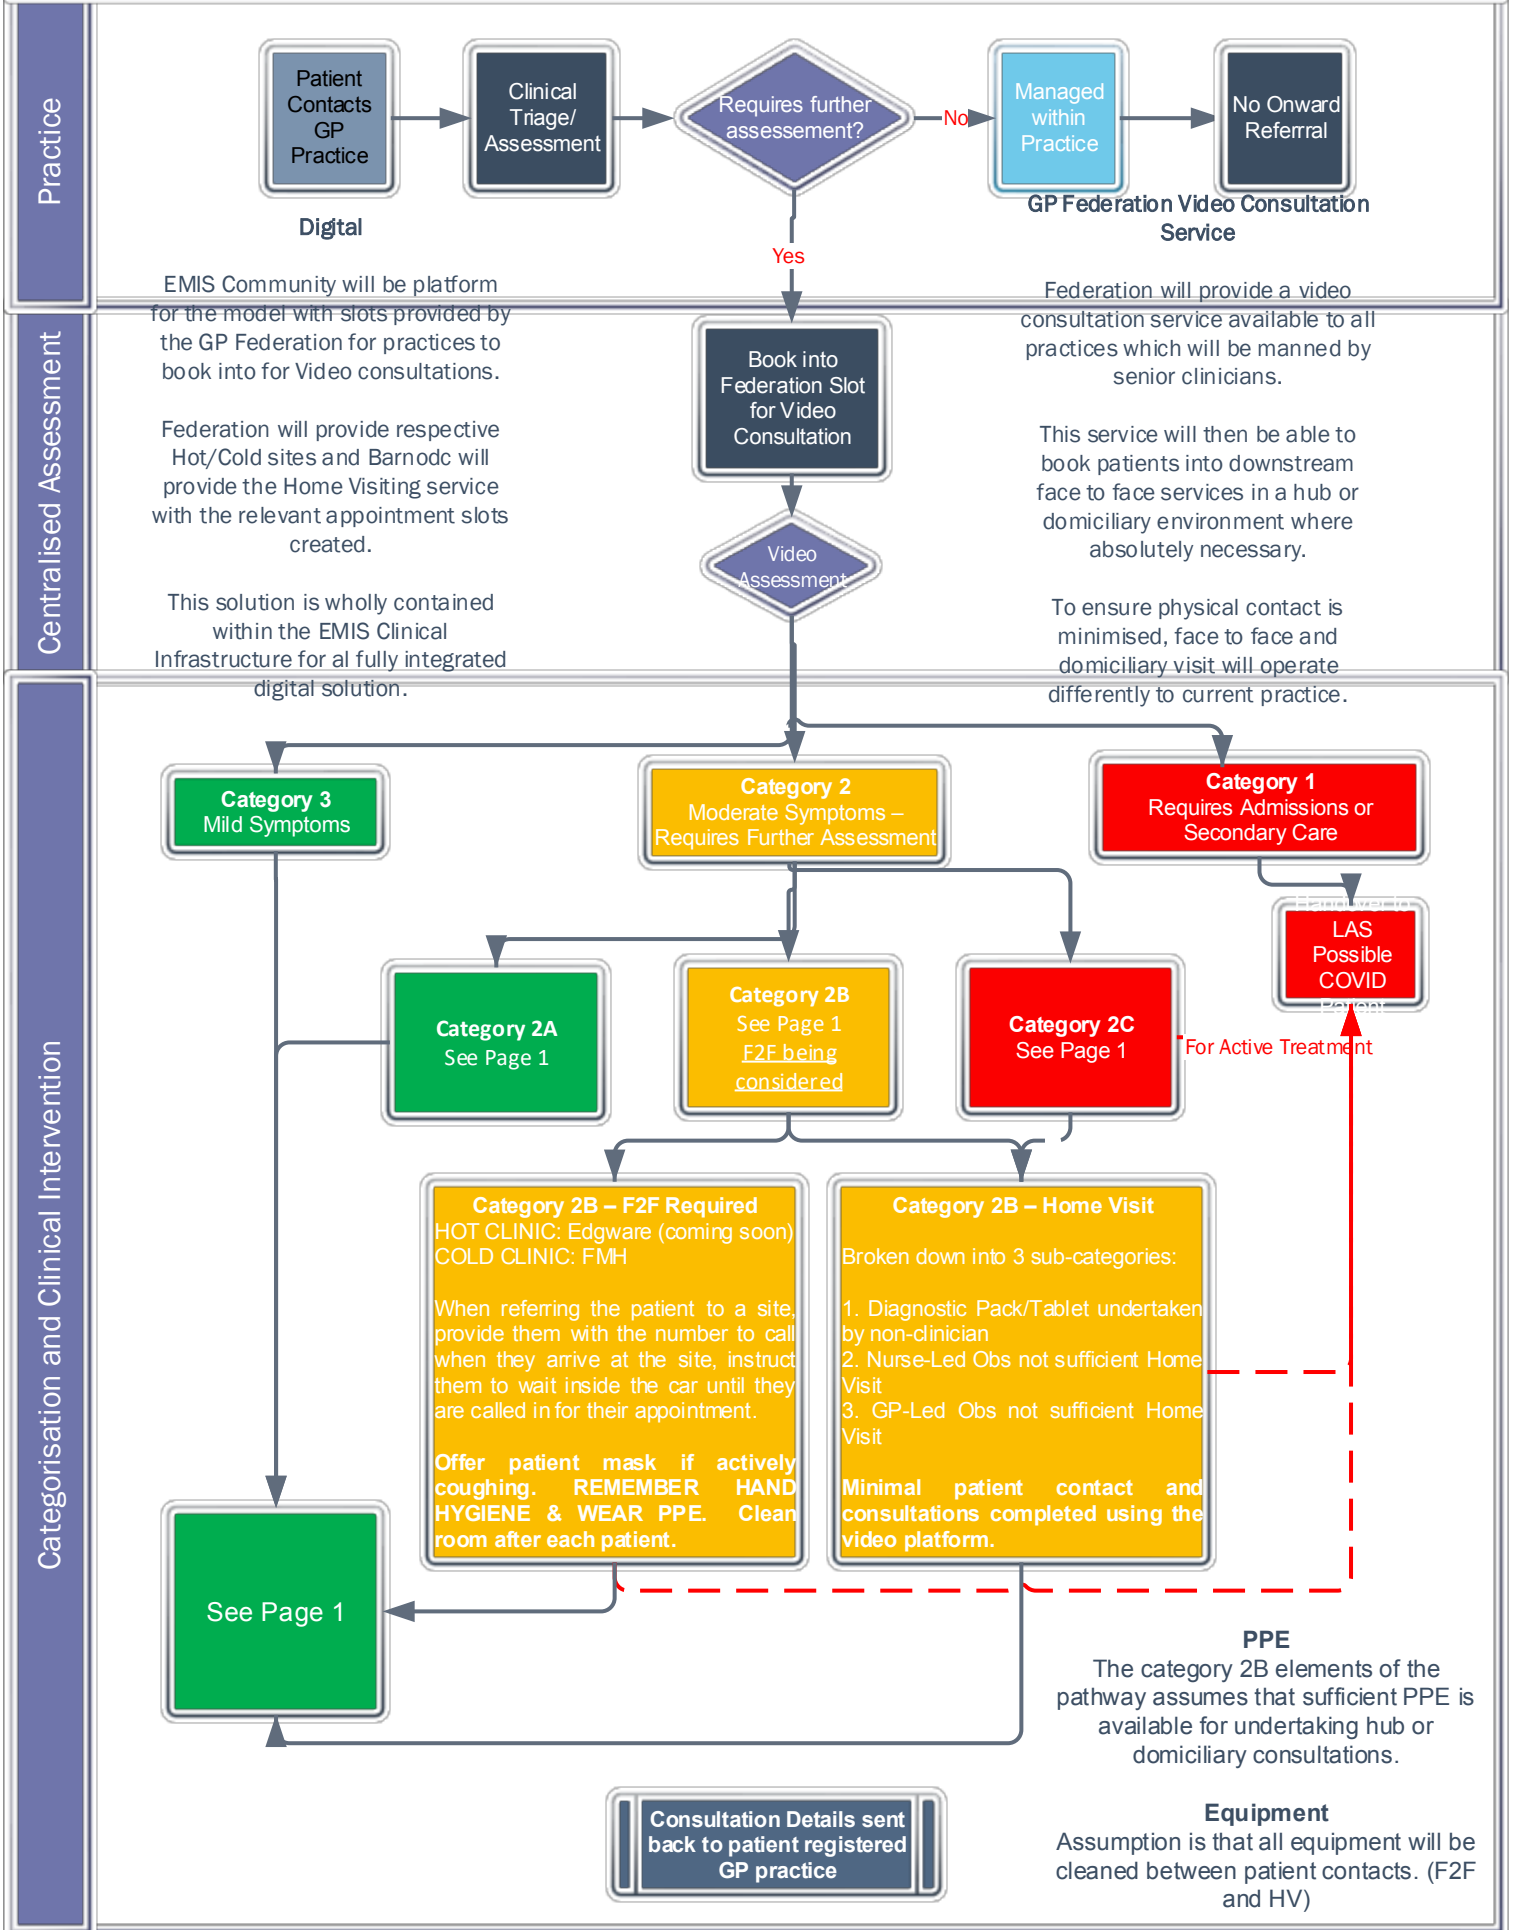 Practice
Patient
Contacts
GP
Practice
Clinical
Triage/
Assessment
Requires further
assessement?
No
Managed
within
Practice
No Onward
Referrral
Yes
Digital
EMIS Community will be platform
for the model with slots provided by
the GP Federation for practices to
book into for Video consultations.
Federation will provide respective
Hot/Cold sites and Barnodc will
provide the Home Visiting service
with the relevant appointment slots
created.
This solution is wholly contained
within the EMIS Clinical
Infrastructure for al fully integrated
digital solution.
GP Federation Video Consultation
Service
Federation will provide a video
consultation service available to all
practices which will be manned by
senior clinicians.
This service will then be able to
book patients into downstream
face to face services in a hub or
domiciliary environment where
absolutely necessary.
To ensure physical contact is
minimised, face to face and
domiciliary visit will operate
differently to current practice.
Centralised Assessment
Book into
Federation Slot
for Video
Consultation
Video
Assessment
Categorisation and Clinical Intervention
Category 3
Mild Symptoms
Category 2
Moderate Symptoms –
Requires Further Assessment
Category 1
Requires Admissions or
Secondary Care
Handover to
LAS
Possible
COVID
Patient
Category 2A
See Page 1
Category 2B
See Page 1
F2F being
considered
Category 2C
See Page 1
For Active Treatment
Category 2B – F2F Required
HOT CLINIC: Edgware (coming soon)
COLD CLINIC: FMH
When referring the patient to a site,
provide them with the number to call
when they arrive at the site, instruct
them to wait inside the car until they
are called in for their appointment.
Offer patient mask if actively
coughing. REMEMBER HAND
HYGIENE & WEAR PPE. Clean
room after each patient.
Category 2B – Home Visit
Broken down into 3 sub-categories:
1. Diagnostic Pack/Tablet undertaken
by non-clinician
2. Nurse-Led Obs not sufficient Home
Visit
3. GP-Led Obs not sufficient Home
Visit
Minimal patient contact and
consultations completed using the
video platform.
See Page 1
PPE
The category 2B elements of the
pathway assumes that sufficient PPE is
available for undertaking hub or
domiciliary consultations.
Equipment
Assumption is that all equipment will be
cleaned between patient contacts. (F2F
and HV)
Consultation Details sent
back to patient registered
GP practice